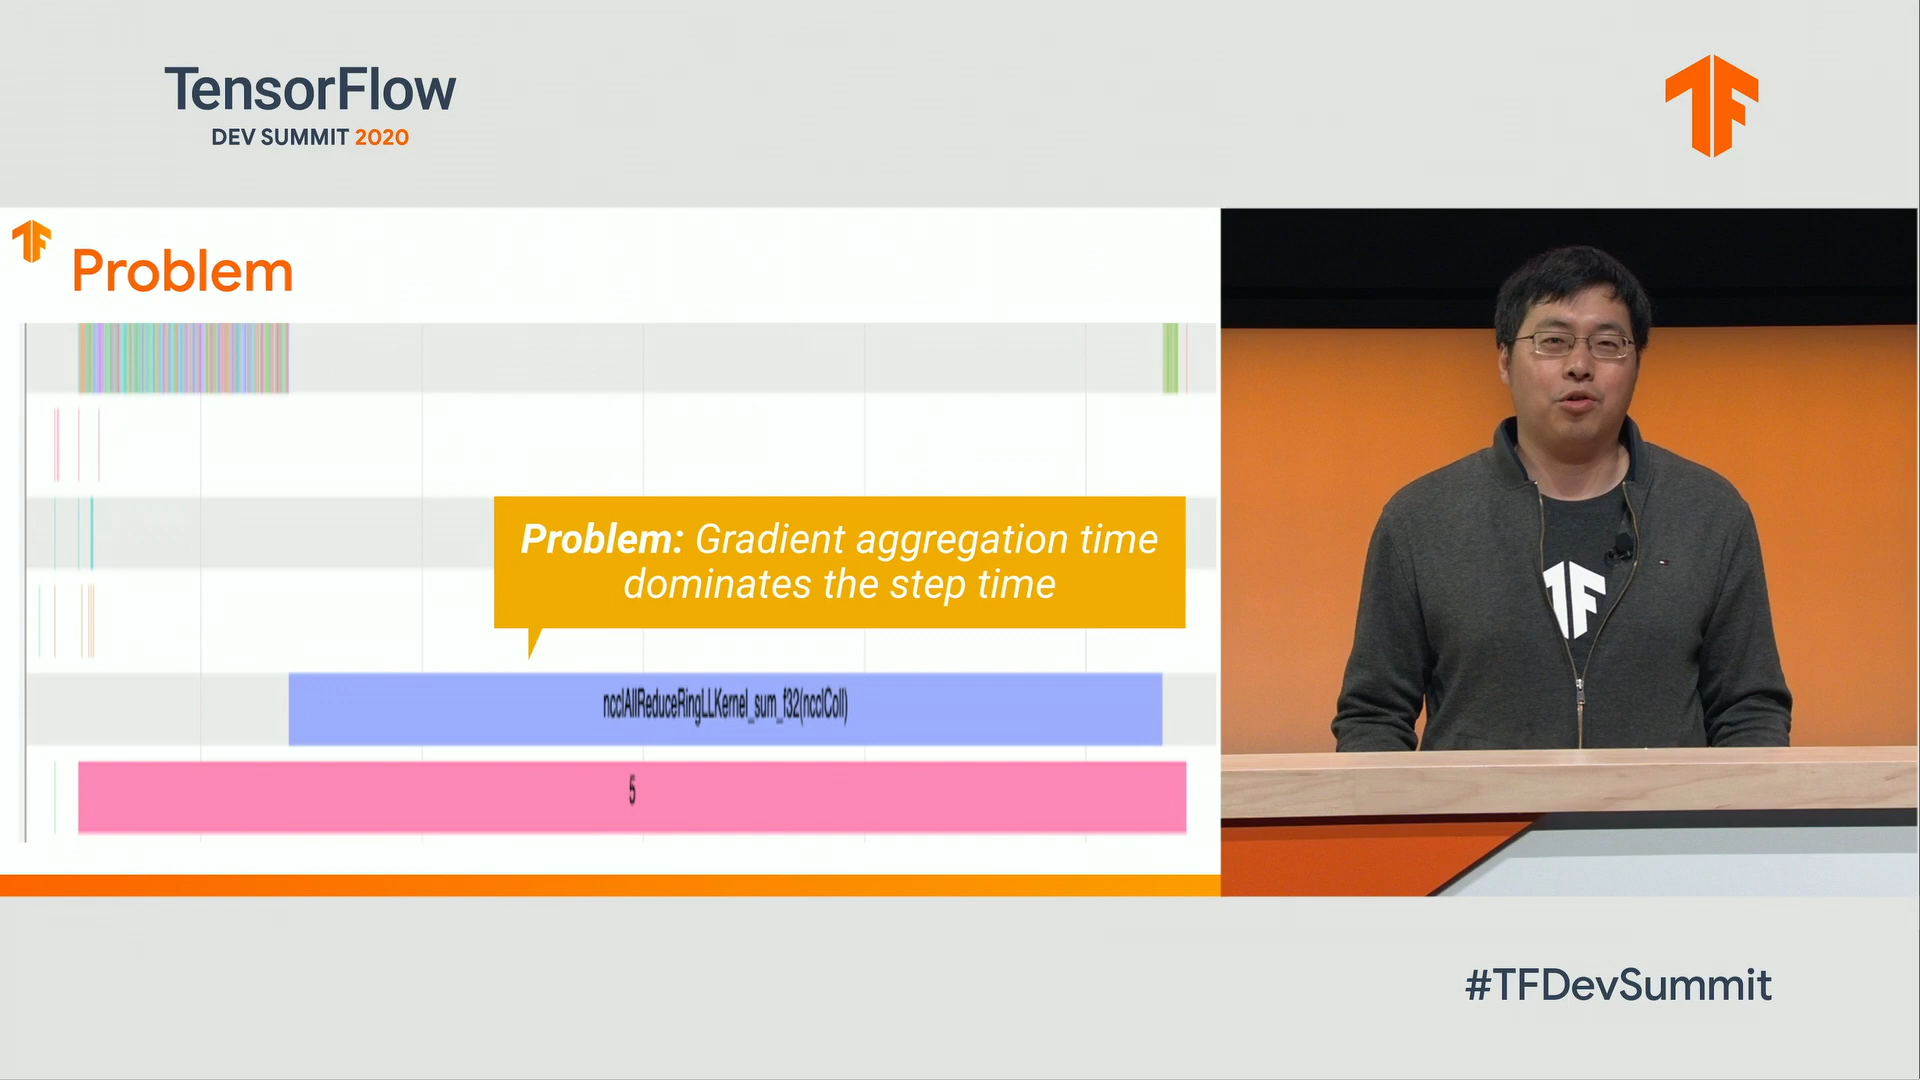 TensorFlow
DEV SUMMIT 2020
Problem
Problem: Gradient aggregation time
dominates the step time
ncclAllReduceRingLLKernel_sum_f32(ncclColl)
5
#TFDevSummit